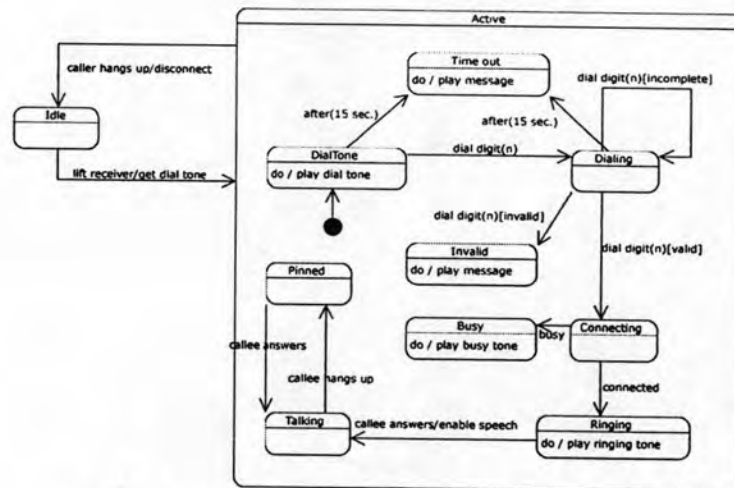 Active
caller hangs up/disconnect
Idle
lift receiver/get dial tone
Time out
do / play message
dial digit(n)[incomplete]
after(15 sec.)
after(15 sec.)
DialTone
do / play dial tone
dial digit(n)
Dialing
dial digit(n)[invalid]
dial digit(n)[valid]
Invalid
do / play message
Pinned
Busy
do / play busy tone
busy
Connecting
callee answers
callee hangs up
connected
Talking
callee answers/enable speech
Ringing
do / play ringing tone